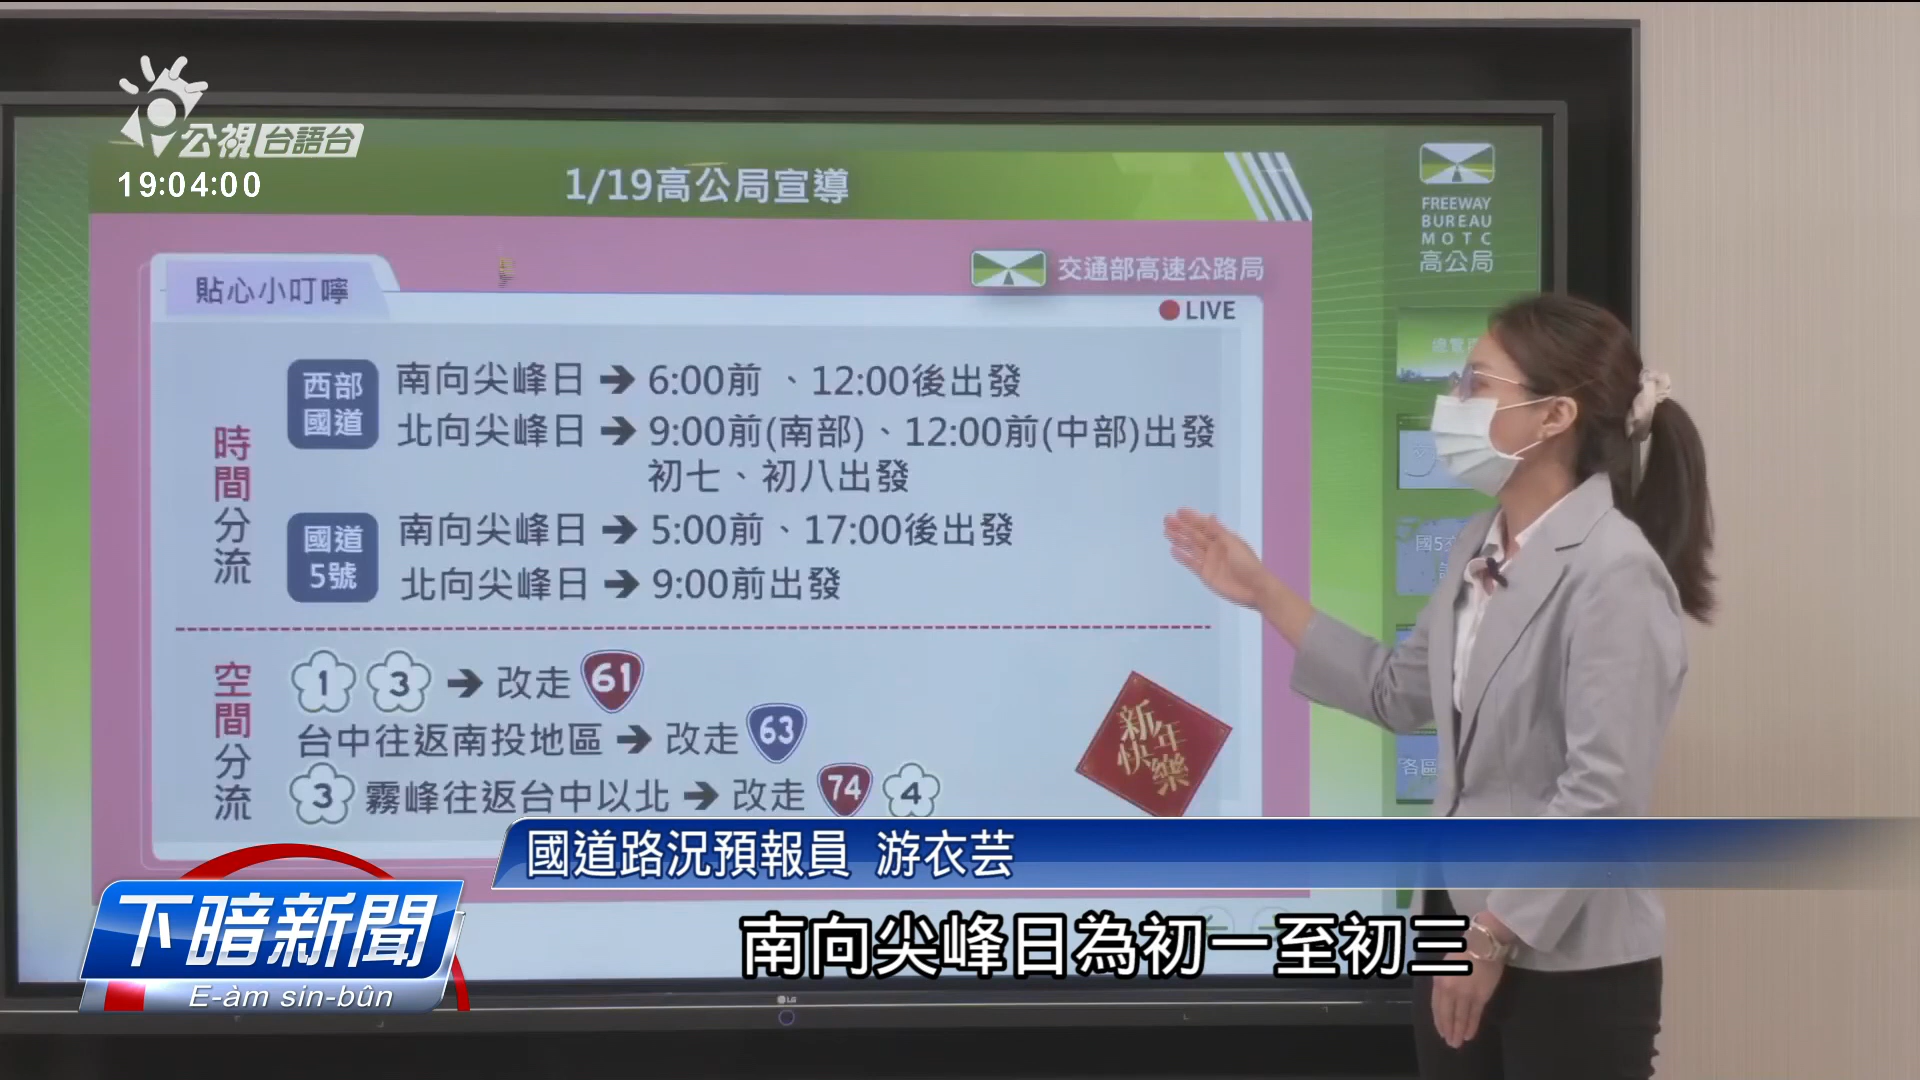 公視台語台
19:04:00
1/19高公局宣導
FREEWAY
BUREAU
MOTC
高公局
貼心小叮嚀
交通部高速公路局
LIVE
時間分流
西部國道
南向尖峰日➔6:00前、12:00後出發
北向尖峰日➔9:00前(南部)、12:00前(中部)出發
初七、初八出發
國道5號
南向尖峰日➔5:00前、17:00後出發
北向尖峰日➔9:00前出發
空間分流
1 3 ➔ 改走 61
台中往返南投地區➔改走 63
3 霧峰往返台中以北➔改走 74 4
新年快樂
國5
各區
國道路況預報員 游衣芸
下暗新聞
E-àm sin-bûn
南向尖峰日為初一至初三
LG